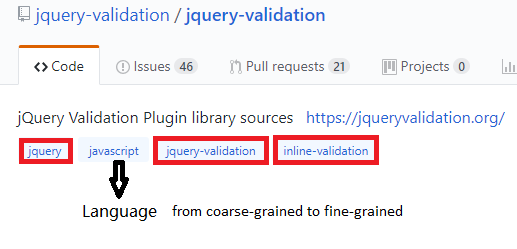 jquery-validation / jquery-validation
Code Issues 46 Pull requests 21 Projects 0
jQuery Validation Plugin library sources https://jqueryvalidation.org/
jquery javascript jquery-validation inline-validation
Language from coarse-grained to fine-grained